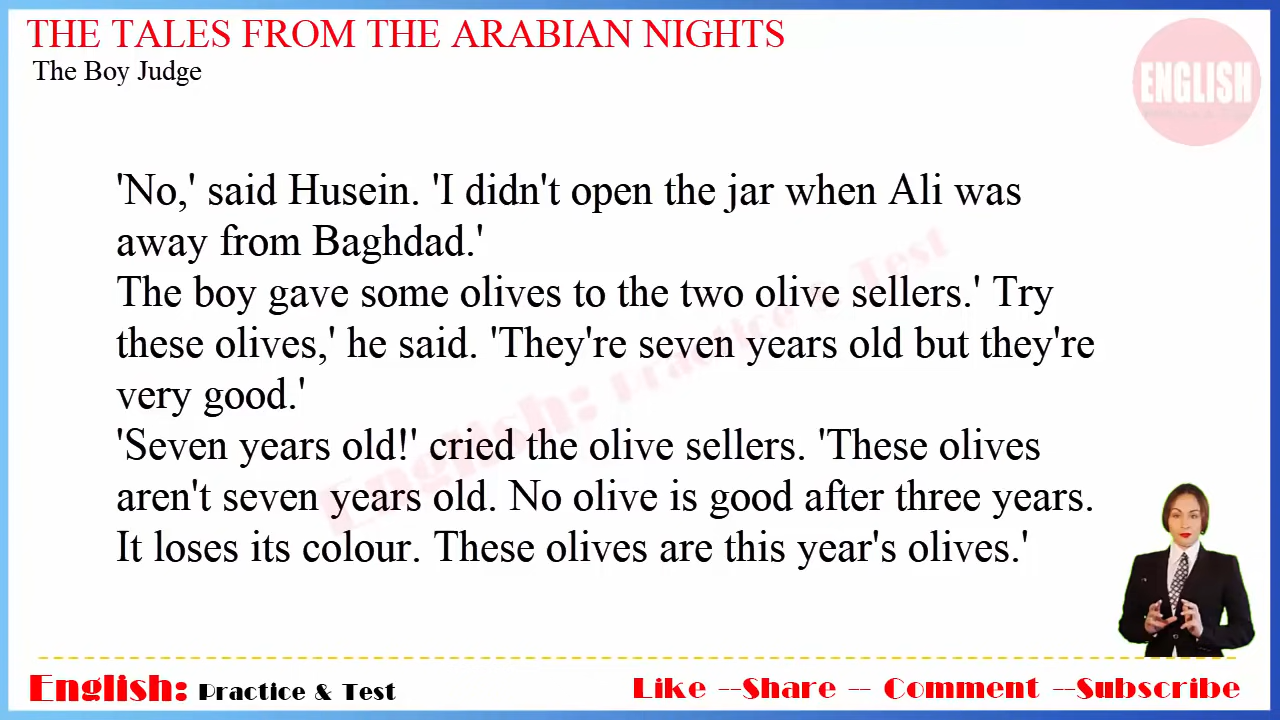 THE TALES FROM THE ARABIAN NIGHTS
The Boy Judge
ENGLISH
'No,' said Husein. 'I didn't open the jar when Ali was
away from Baghdad.'
The boy gave some olives to the two olive sellers.' Try
these olives,' he said. 'They're seven years old but they're
very good.'
'Seven years old!' cried the olive sellers. 'These olives
aren't seven years old. No olive is good after three years.
It loses its colour. These olives are this year's olives.'
English: Practice & Test
English: Practice & Test
Like --Share -- Comment --Subscribe